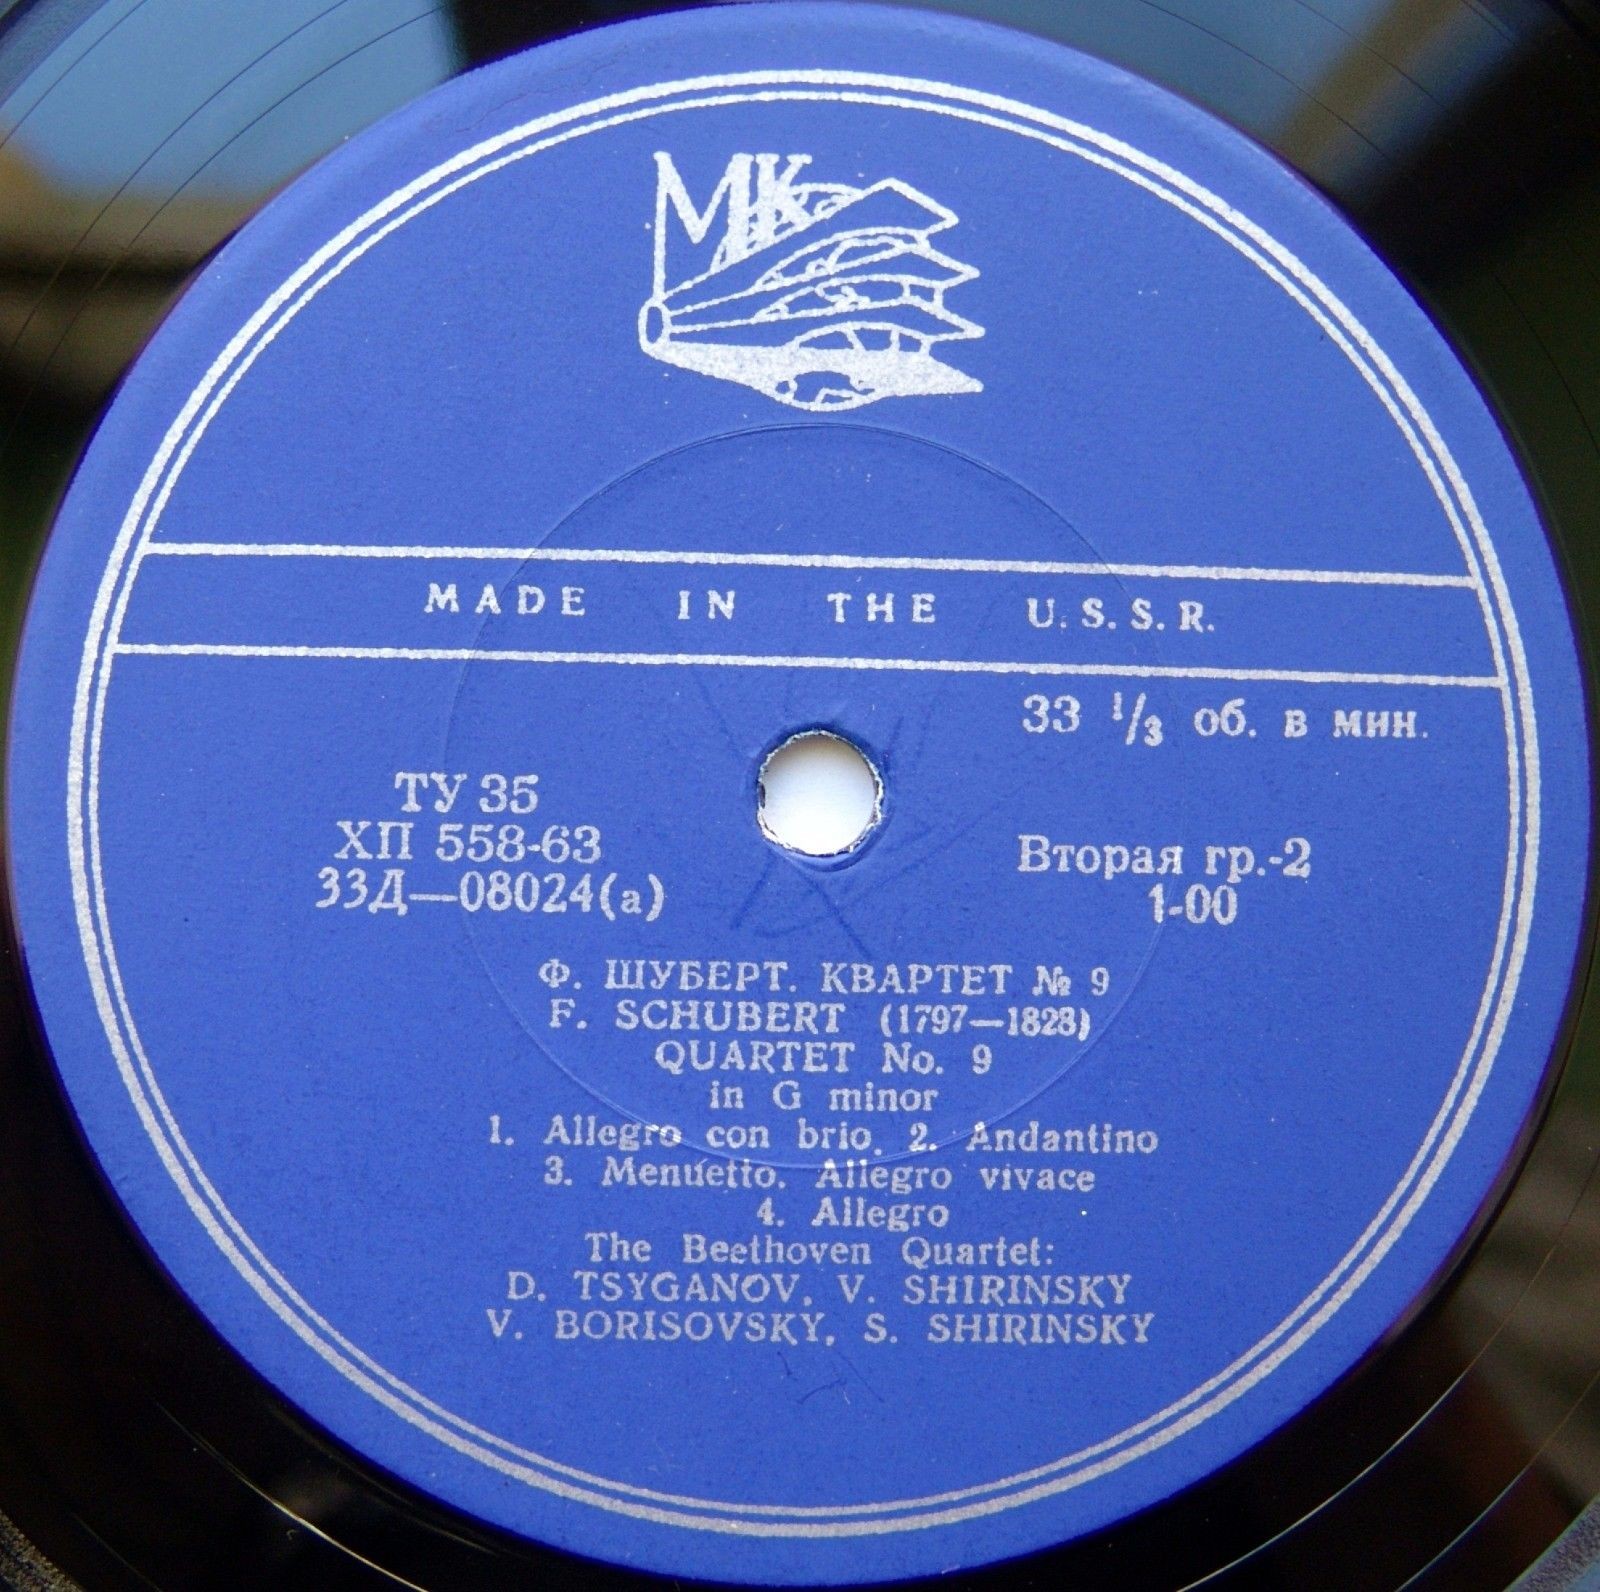 МК
MADE IN THE U.S.S.R.
33 1/3 об. в мин.
ТУ 35
ХП 558-63
33Д—08024(а)
Вторая гр.-2
1-00
Ф. ШУБЕРТ. КВАРТЕТ № 9
F. SCHUBERT (1797—1828)
QUARTET No. 9
in G minor
1. Allegro con brio. 2. Andantino
3. Menuetto. Allegro vivace
4. Allegro
The Beethoven Quartet:
D. TSYGANOV, V. SHIRINSKY
V. BORISOVSKY, S. SHIRINSKY